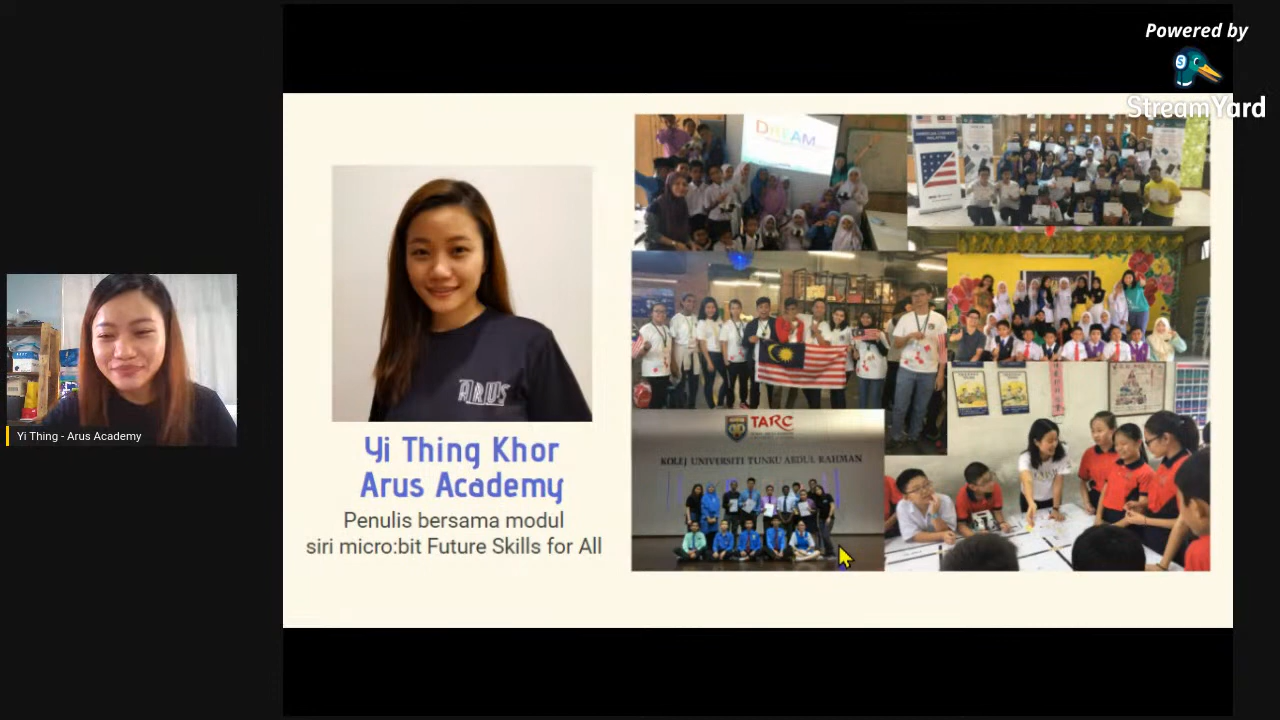 Powered by
StreamYard
DREAM
ARUS
TARC
KOLEJ UNIVERSITI TUNKU ABDUL RAHMAN
Yi Thing Khor
Arus Academy
Penulis bersama modul
siri micro:bit Future Skills for All
Yi Thing - Arus Academy